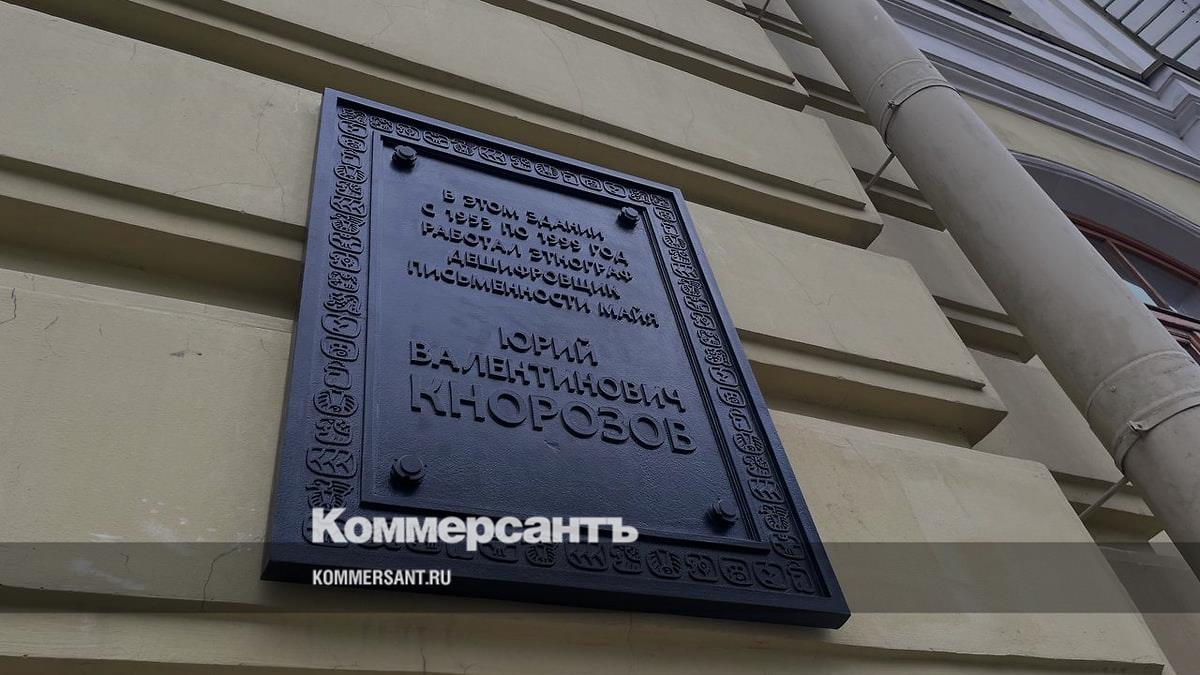 В ЭТОМ ЗДАНИИ
С 1953 ПО 1999 ГОД
РАБОТАЛ ЭТНОГРАФ
ДЕШИФРОВЩИК
ПИСЬМЕННОСТИ МАЙЯ
ЮРИЙ
ВАЛЕНТИНОВИЧ
КНОРОЗОВ
Коммерсантъ
KOMMERSANT.RU